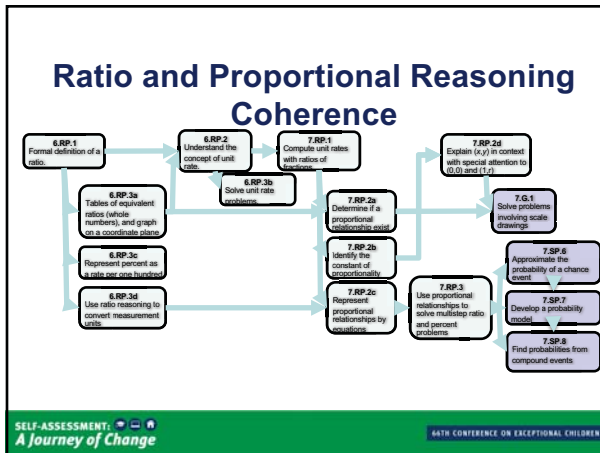 Ratio and Proportional Reasoning
Coherence
6.RP.1
Formal definition of a
ratio.
6.RP.2
Understand the
concept of unit
rate.
7.RP.1
Compute unit rates
with ratios of
fractions
7.RP.2d
Explain (x,y) in context
with special attention to
(0,0) and (1,r)
6.RP.3b
Solve unit rate
problems.
6.RP.3a
Tables of equivalent
ratios (whole
numbers), and graph
on a coordinate plane
7.RP.2a
Determine if a
proportional
relationship exist
7.G.1
Solve problems
involving scale
drawings
6.RP.3c
Represent percent as
a rate per one hundred
7.RP.2b
Identify the
constant of
proportionality
7.SP.6
Approximate the
probability of a chance
event
6.RP.3d
Use ratio reasoning to
convert measurement
units
7.RP.2c
Represent
proportional
relationships by
equations
7.RP.3
Use proportional
relationships to
solve multistep ratio
and percent
problems
7.SP.7
Develop a probability
model
7.SP.8
Find probabilities from
compound events
SELF-ASSESSMENT:
A Journey of Change
66TH CONFERENCE ON EXCEPTIONAL CHILDREN